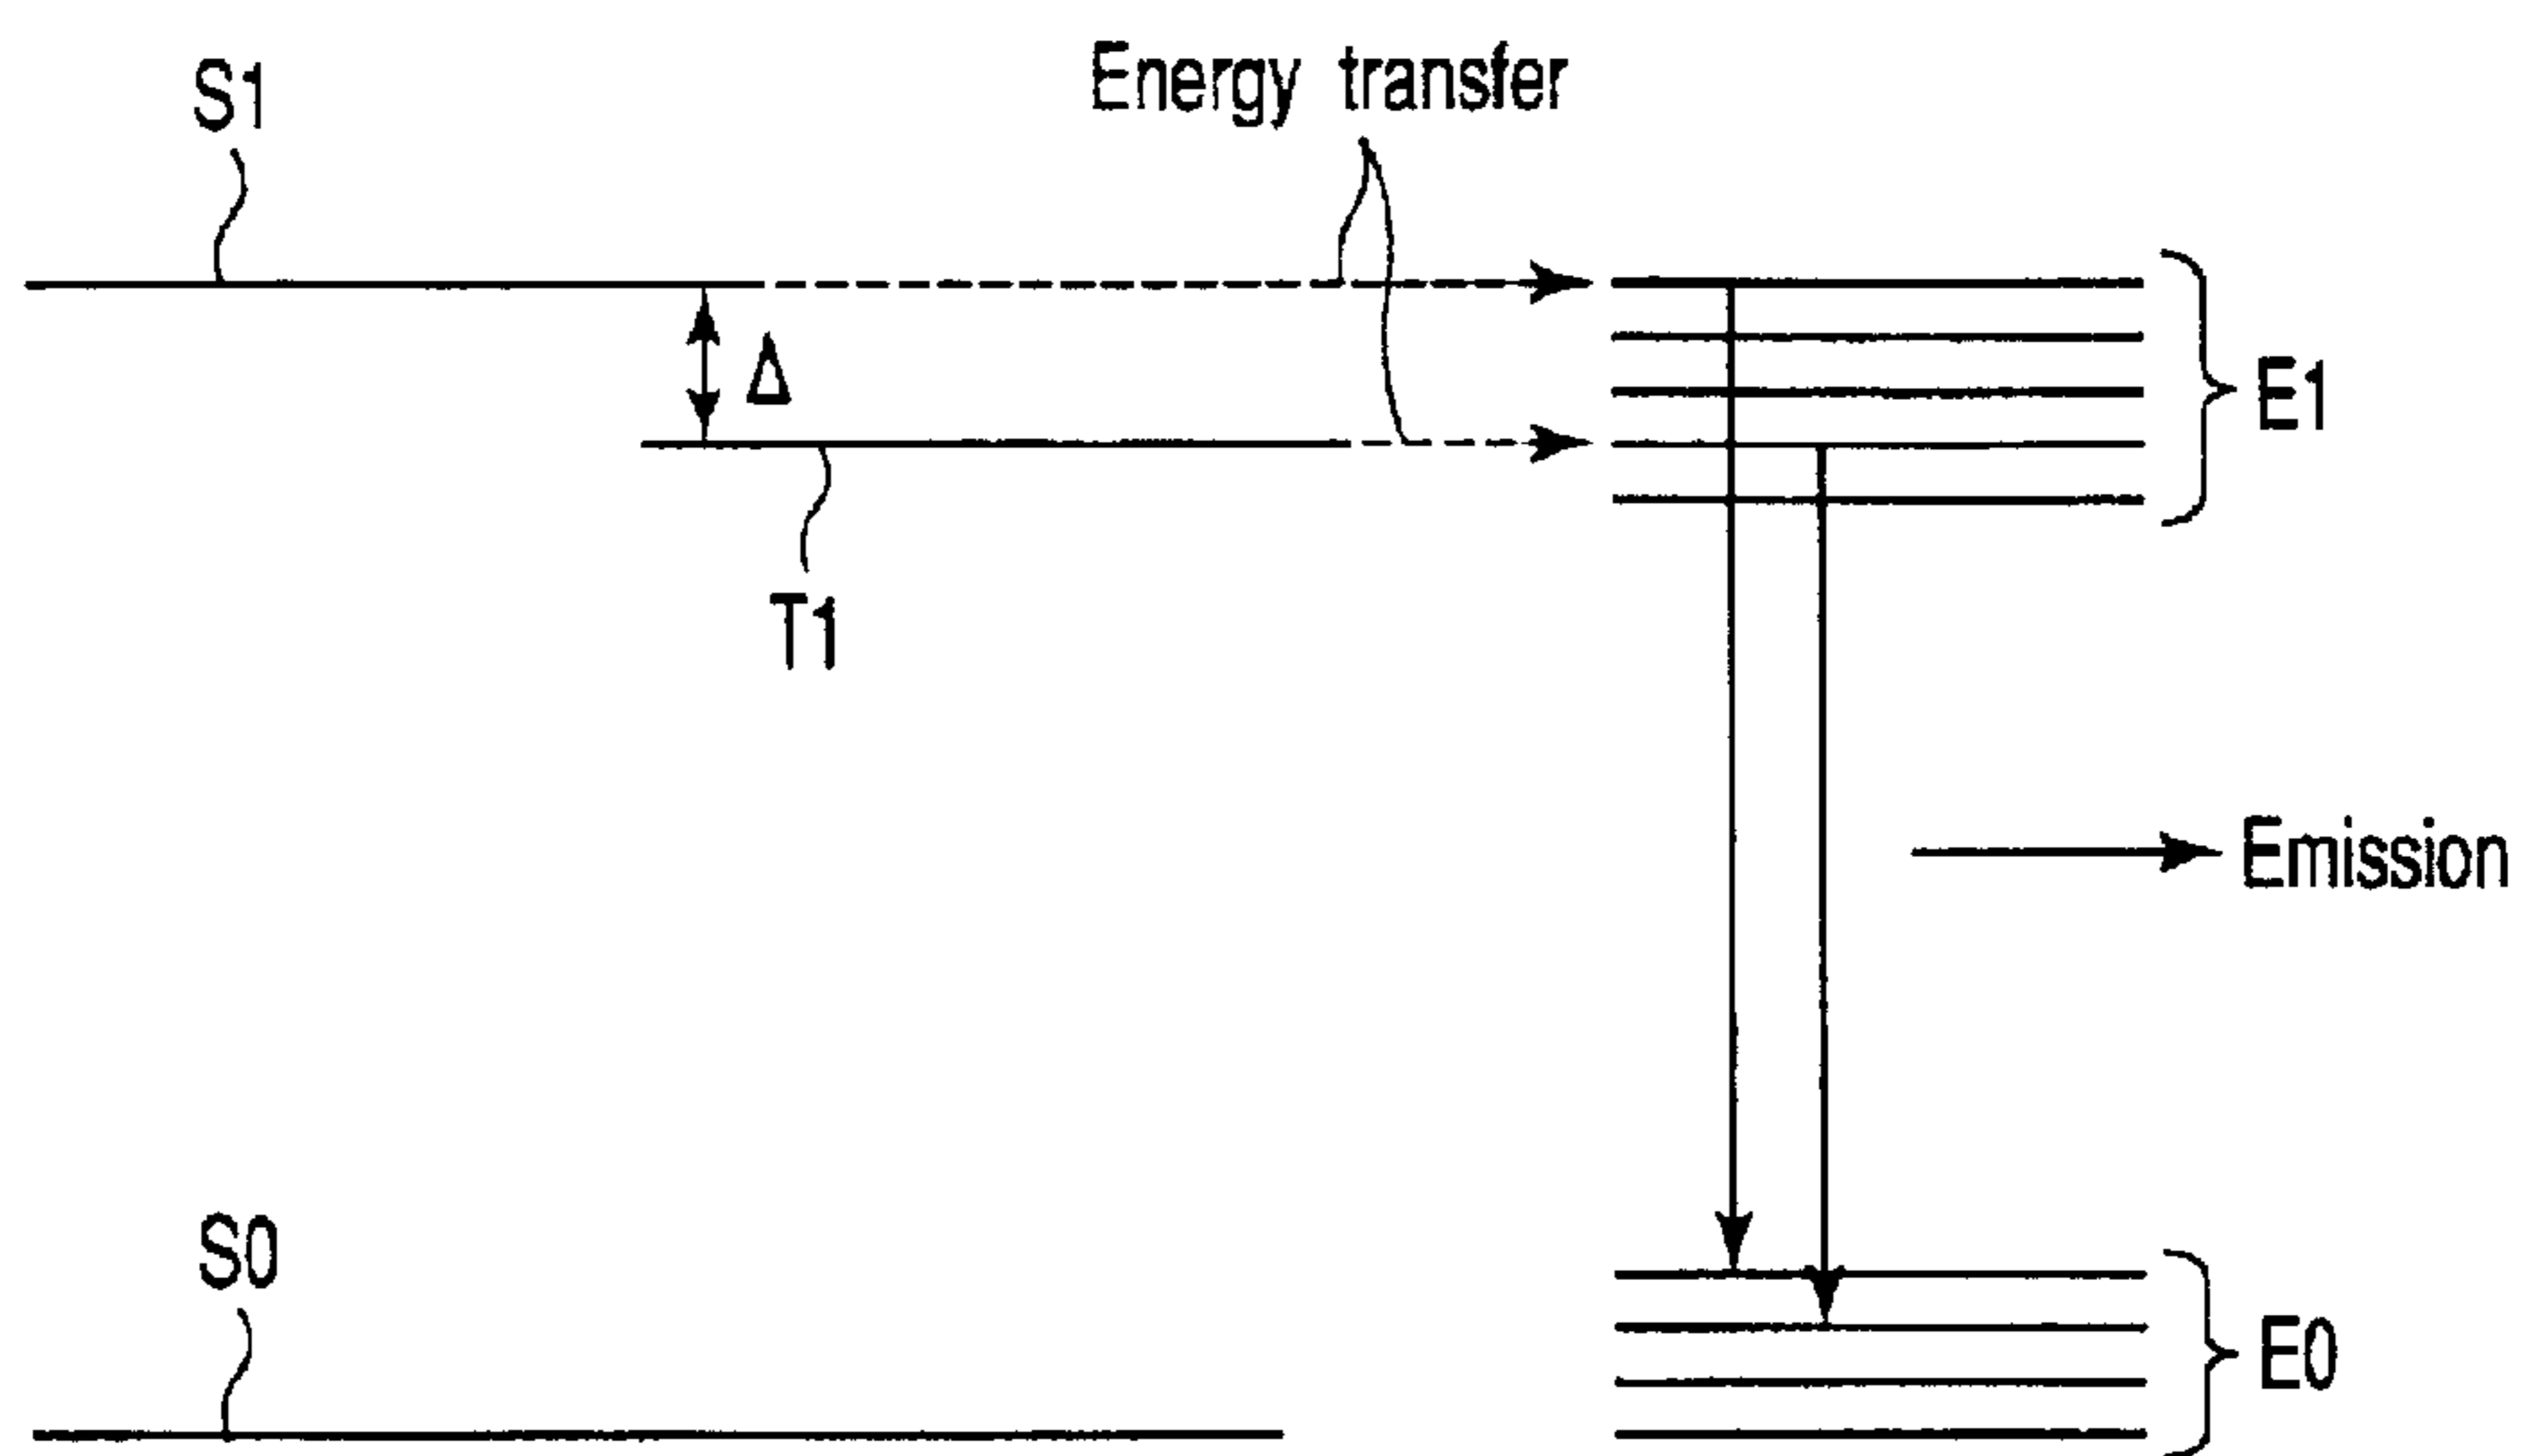 S1
Energy transfer
Δ
E1
T1
Emission
S0
E0